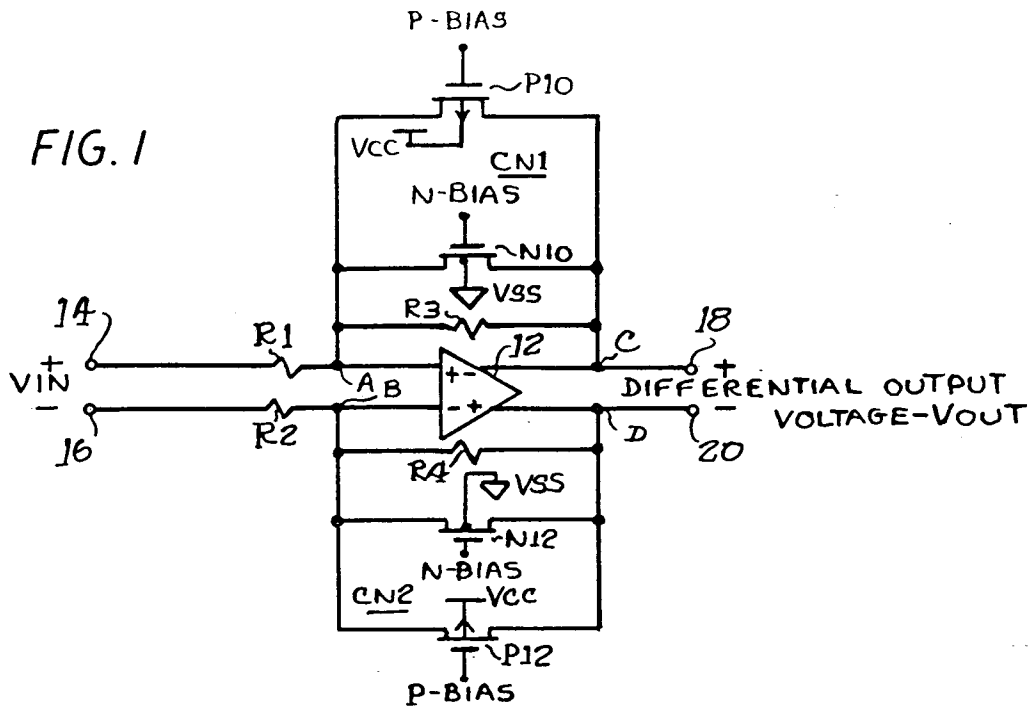 P-BIAS
P10
FIG. 1
VCC
CN1
N-BIAS
N10
VSS
R3
14
R1
12
C
18
+
VIN
-
A
B
+-
-+
+
DIFFERENTIAL OUTPUT
VOLTAGE-VOUT
-
16
R2
D
20
R4
VSS
N12
N-BIAS
CN2
VCC
P12
P-BIAS